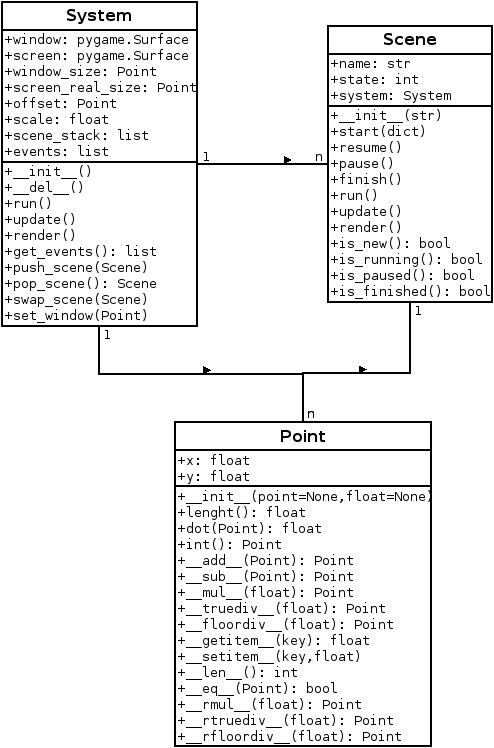 System
+window: pygame.Surface
+screen: pygame.Surface
+window_size: Point
+screen_real_size: Point
+offset: Point
+scale: float
+scene_stack: list
+events: list
+__init__()
+__del__()
+run()
+update()
+render()
+get_events(): list
+push_scene(Scene)
+pop_scene(): Scene
+swap_scene(Scene)
+set_window(Point)
1
n
Scene
+name: str
+state: int
+system: System
+__init__(str)
+start(dict)
+resume()
+pause()
+finish()
+run()
+update()
+render()
+is_new(): bool
+is_running(): bool
+is_paused(): bool
+is_finished(): bool
1
1
n
Point
+x: float
+y: float
+__init__(point=None,float=None)
+lenght(): float
+dot(Point): float
+int(): Point
+__add__(Point): Point
+__sub__(Point): Point
+__mul__(float): Point
+__truediv__(float): Point
+__floordiv__(float): Point
+__getitem__(key): float
+__setitem__(key,float)
+__len__(): int
+__eq__(Point): bool
+__rmul__(float): Point
+__rtruediv__(float): Point
+__rfloordiv__(float): Point